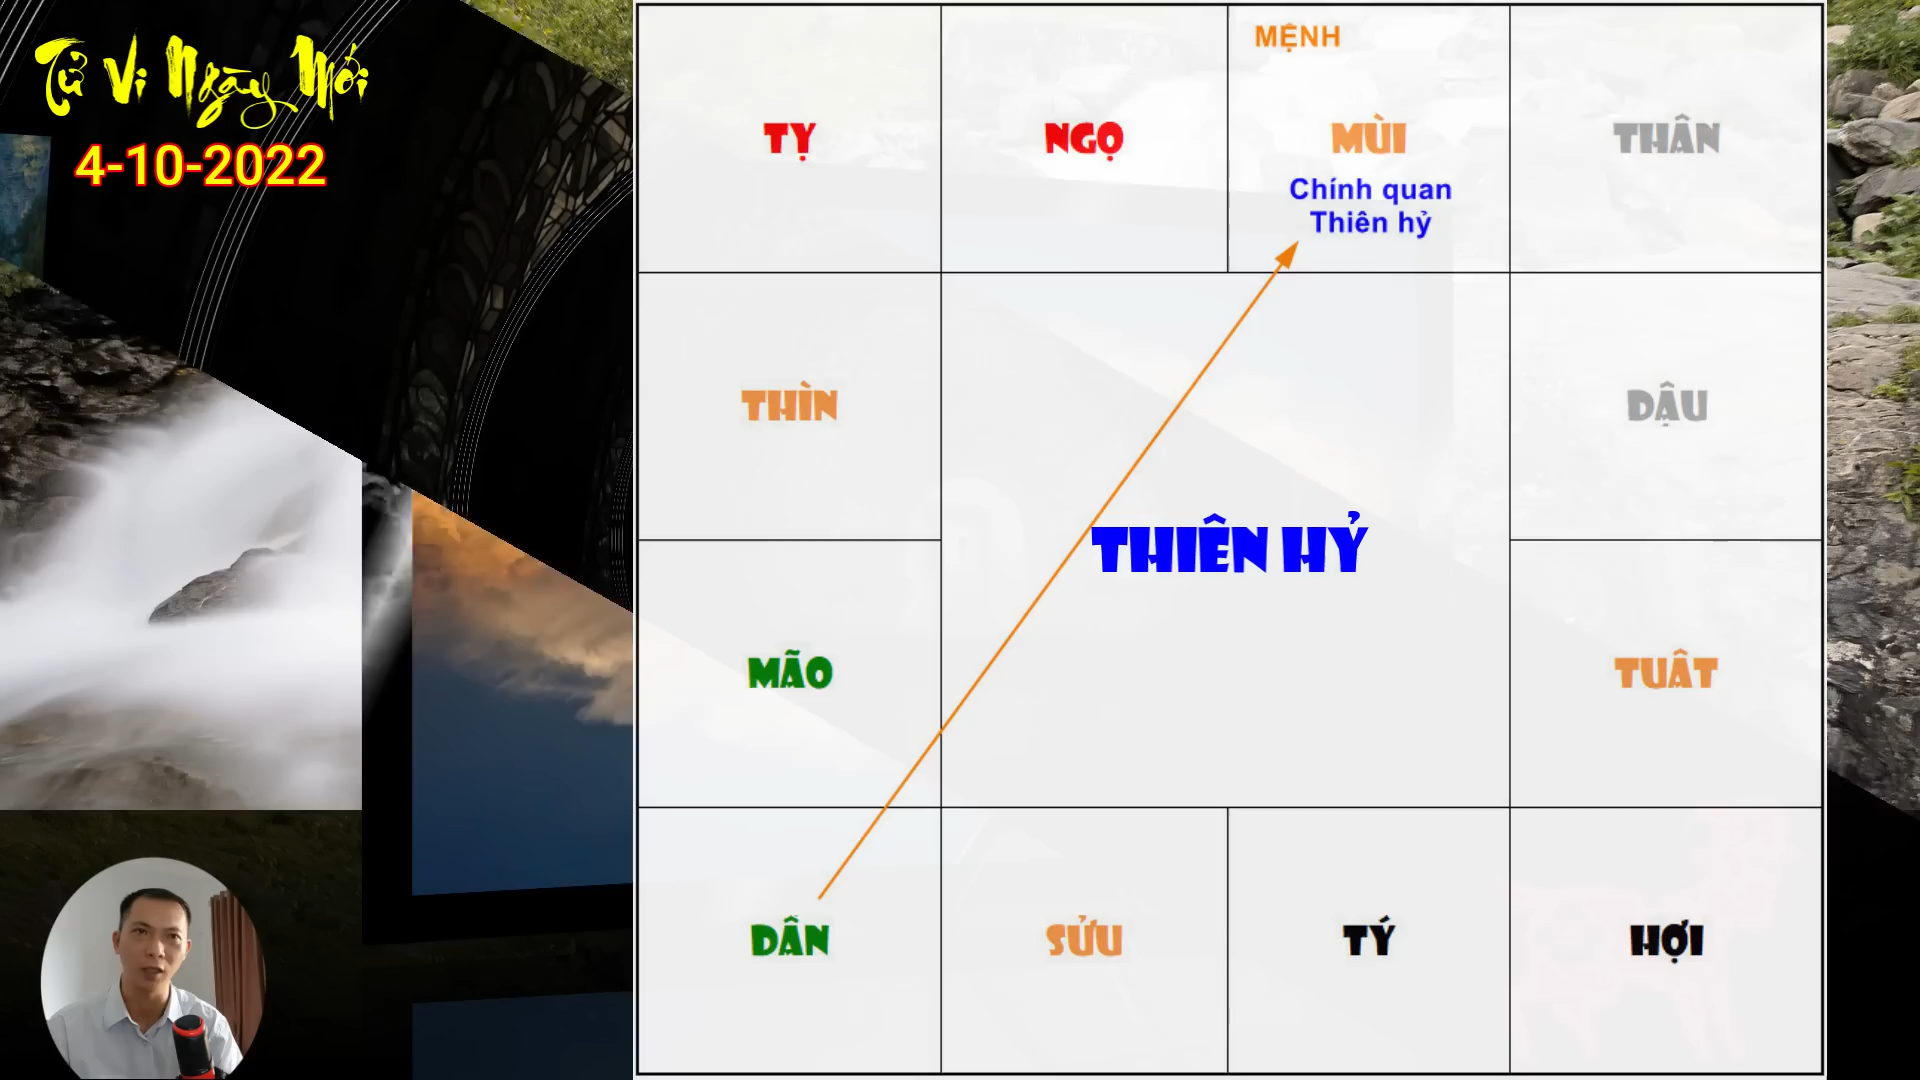 Tử Vi Ngày Mới
4-10-2022
MỆNH
TỴ
NGỌ
MÙI
THÂN
Chính quan
Thiên hỷ
THÌN
DẬU
THIÊN HỶ
MÃO
TUẤT
DẦN
SỬU
TÝ
HỢI